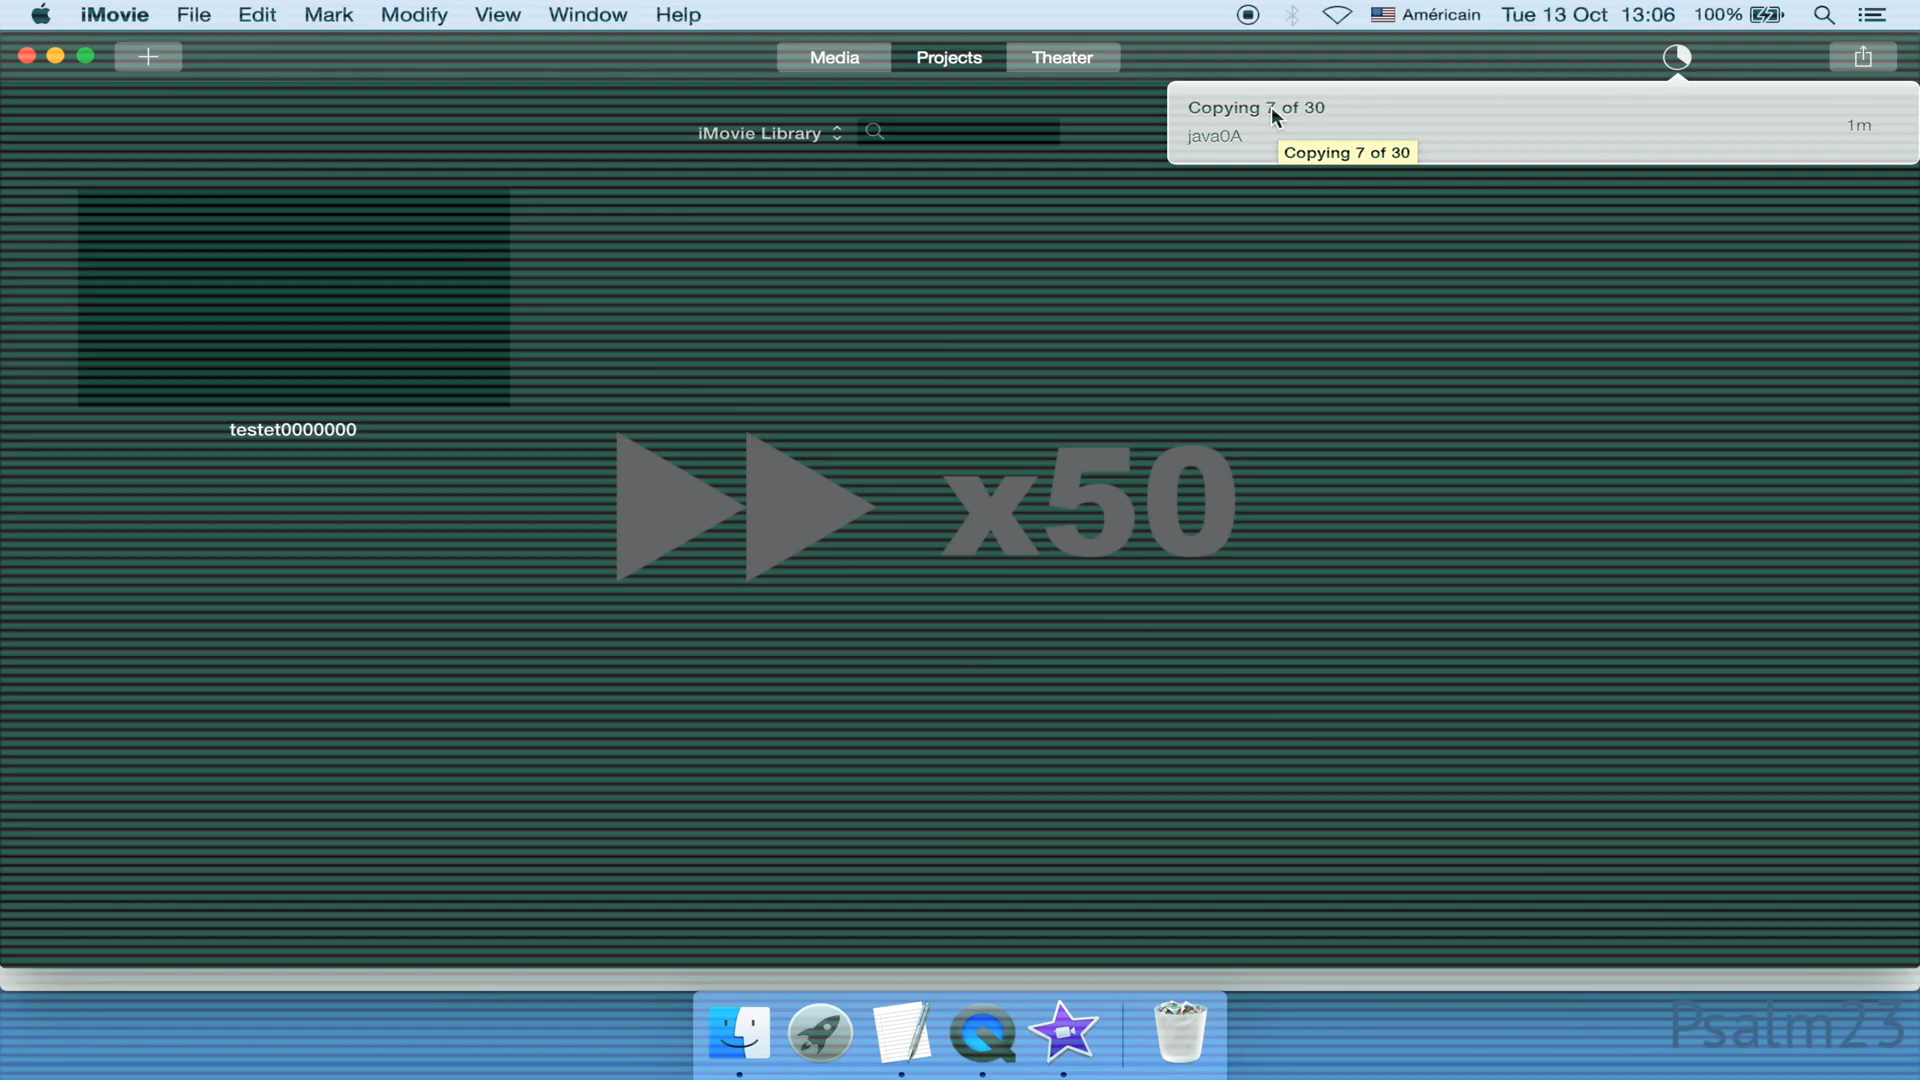 iMovie File Edit Mark Modify View Window Help Américain Tue 13 Oct 13:06 100%
Media Projects Theater
Copying 7 of 30
java0A
1m
Copying 7 of 30
iMovie Library
testet0000000
x50
Psalm23